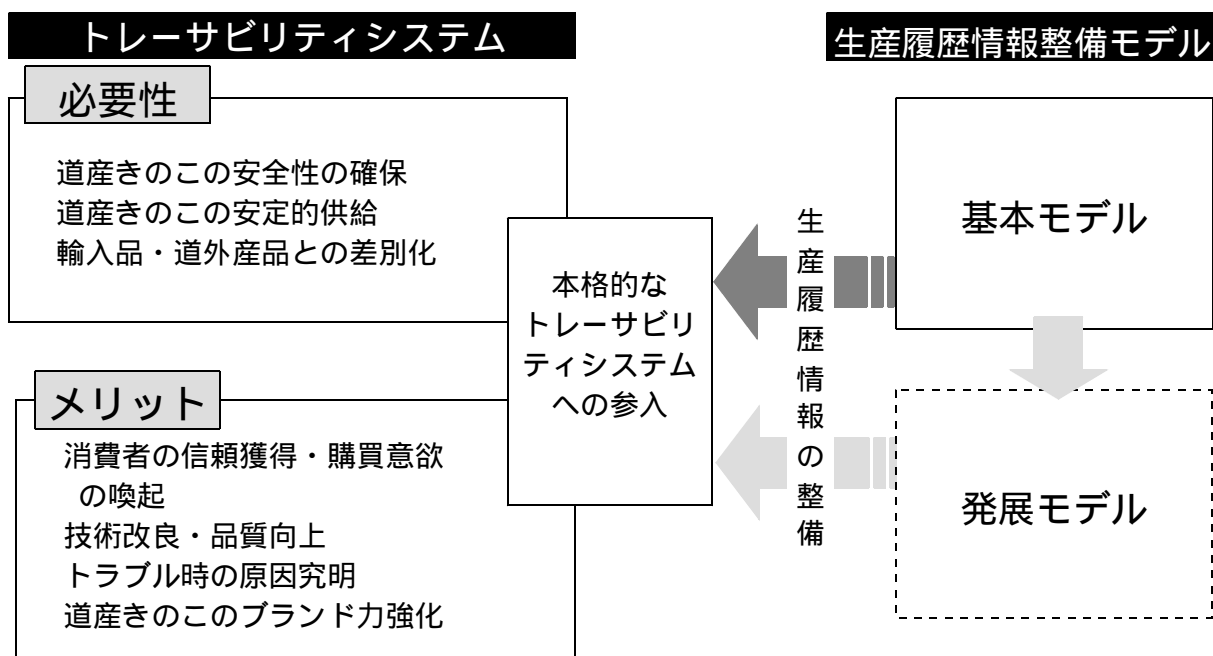 トレーサビリティシステム
必要性
道産きのこの安全性の確保
道産きのこの安定的供給
輸入品・道外産品との差別化
メリット
消費者の信頼獲得・購買意欲
の喚起
技術改良・品質向上
トラブル時の原因究明
道産きのこのブランド力強化
本格的な
トレーサビリ
ティシステム
への参入
生産履歴情報の整備
生産履歴情報整備モデル
基本モデル
発展モデル